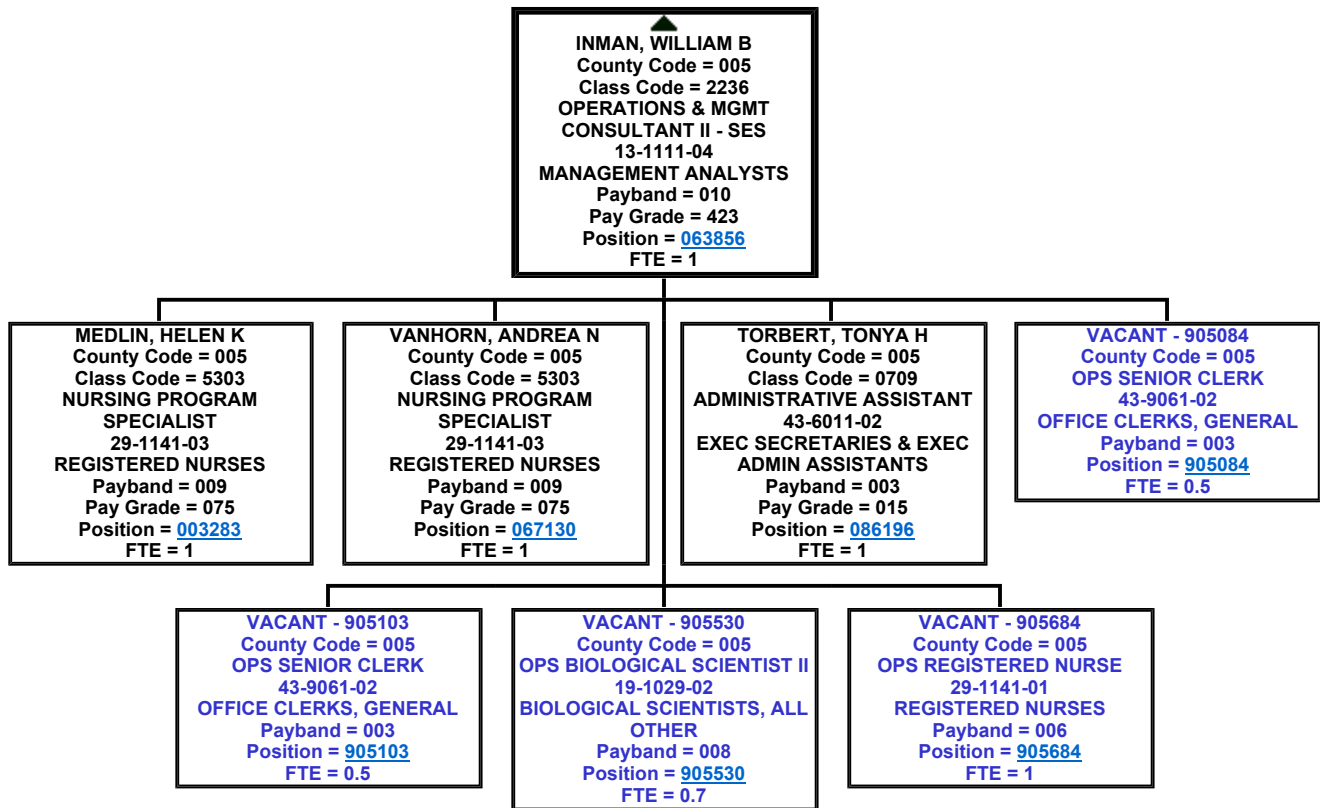 INMAN, WILLIAM B
County Code = 005
Class Code = 2236
OPERATIONS & MGMT
CONSULTANT II - SES
13-1111-04
MANAGEMENT ANALYSTS
Payband = 010
Pay Grade = 423
Position = 063856
FTE = 1
MEDLIN, HELEN K
County Code = 005
Class Code = 5303
NURSING PROGRAM
SPECIALIST
29-1141-03
REGISTERED NURSES
Payband = 009
Pay Grade = 075
Position = 003283
FTE = 1
VANHORN, ANDREA N
County Code = 005
Class Code = 5303
NURSING PROGRAM
SPECIALIST
29-1141-03
REGISTERED NURSES
Payband = 009
Pay Grade = 075
Position = 067130
FTE = 1
TORBERT, TONYA H
County Code = 005
Class Code = 0709
ADMINISTRATIVE ASSISTANT
43-6011-02
EXEC SECRETARIES & EXEC
ADMIN ASSISTANTS
Payband = 003
Pay Grade = 015
Position = 086196
FTE = 1
VACANT - 905084
County Code = 005
OPS SENIOR CLERK
43-9061-02
OFFICE CLERKS, GENERAL
Payband = 003
Position = 905084
FTE = 0.5
VACANT - 905103
County Code = 005
OPS SENIOR CLERK
43-9061-02
OFFICE CLERKS, GENERAL
Payband = 003
Position = 905103
FTE = 0.5
VACANT - 905530
County Code = 005
OPS BIOLOGICAL SCIENTIST II
19-1029-02
BIOLOGICAL SCIENTISTS, ALL
OTHER
Payband = 008
Position = 905530
FTE = 0.7
VACANT - 905684
County Code = 005
OPS REGISTERED NURSE
29-1141-01
REGISTERED NURSES
Payband = 006
Position = 905684
FTE = 1